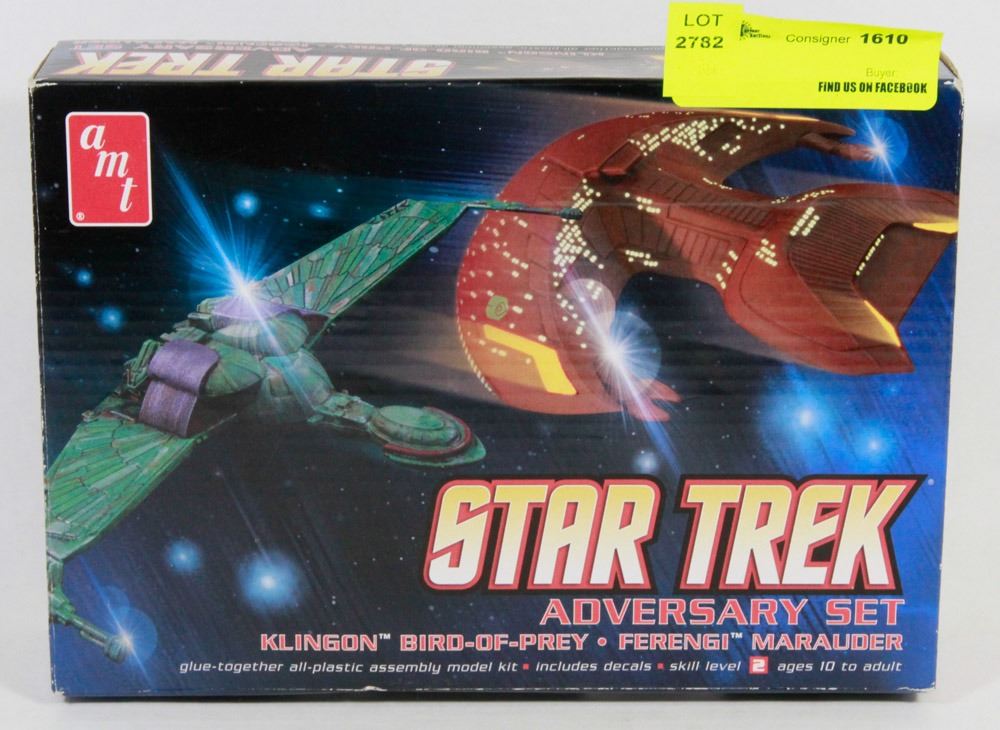 LOT
2782
Consigner 1610
Buyer:
FIND US ON FACEBOOK
STAR TREK
ADVERSARY SET
amt
®
STAR TREK
ADVERSARY SET
KLINGON™ BIRD-OF-PREY • FERENGI™ MARAUDER
glue-together all-plastic assembly model kit ▪ includes decals ▪ skill level 2 ages 10 to adult